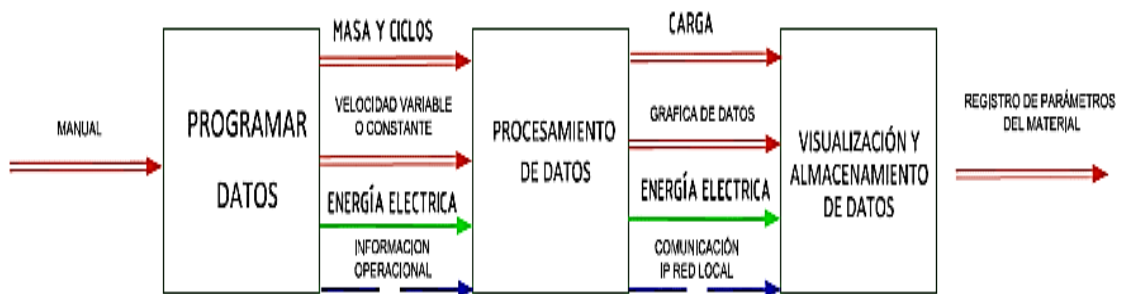 MANUAL
PROGRAMAR
DATOS
MASA Y CICLOS
VELOCIDAD VARIABLE
O CONSTANTE
ENERGÍA ELECTRICA
INFORMACION
OPERACIONAL
PROCESAMIENTO
DE DATOS
CARGA
GRAFICA DE DATOS
ENERGÍA ELECTRICA
COMUNICACIÓN
IP RED LOCAL
VISUALIZACIÓN Y
ALMACENAMIENTO
DE DATOS
REGISTRO DE PARÁMETROS
DEL MATERIAL